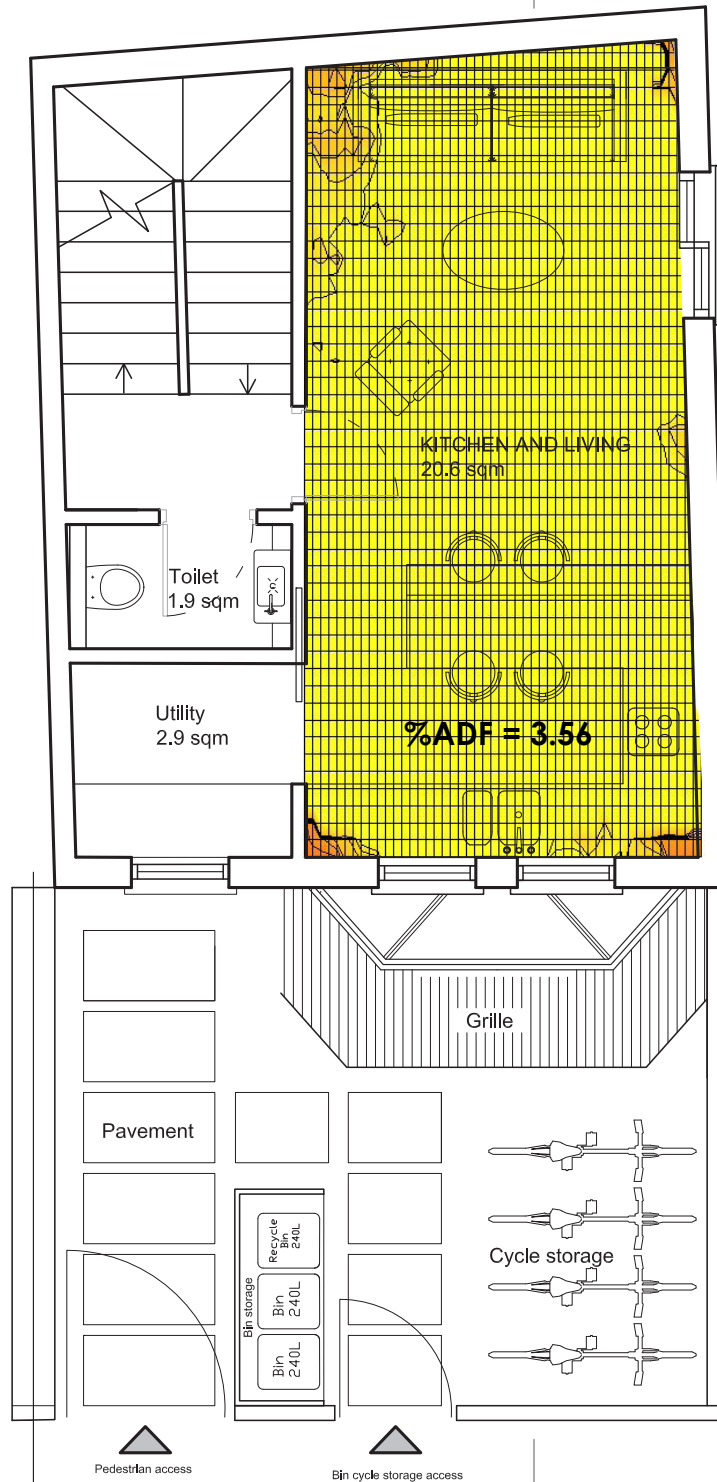 KITCHEN AND LIVING
20.6 sqm
Toilet
1.9 sqm
Utility
2.9 sqm
%ADF = 3.56
Grille
Pavement
Cycle storage
Bin storage
Recycle
Bin
240L
Bin
240L
Bin
240L
Pedestrian access
Bin cycle storage access